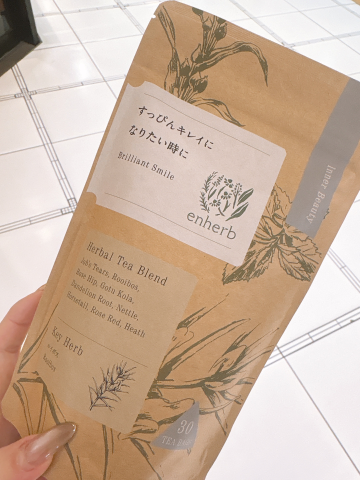 すっぴんキレイに
なりたい時に
Brilliant Smile
enherb
Inner Beauty
Herbal Tea Blend
Job's Tears, Rooibos,
Rose Hip, Gotu Kola,
Dandelion Root, Nettle,
Horsetail, Rose Red, Heath
Key Herb
30
TEA